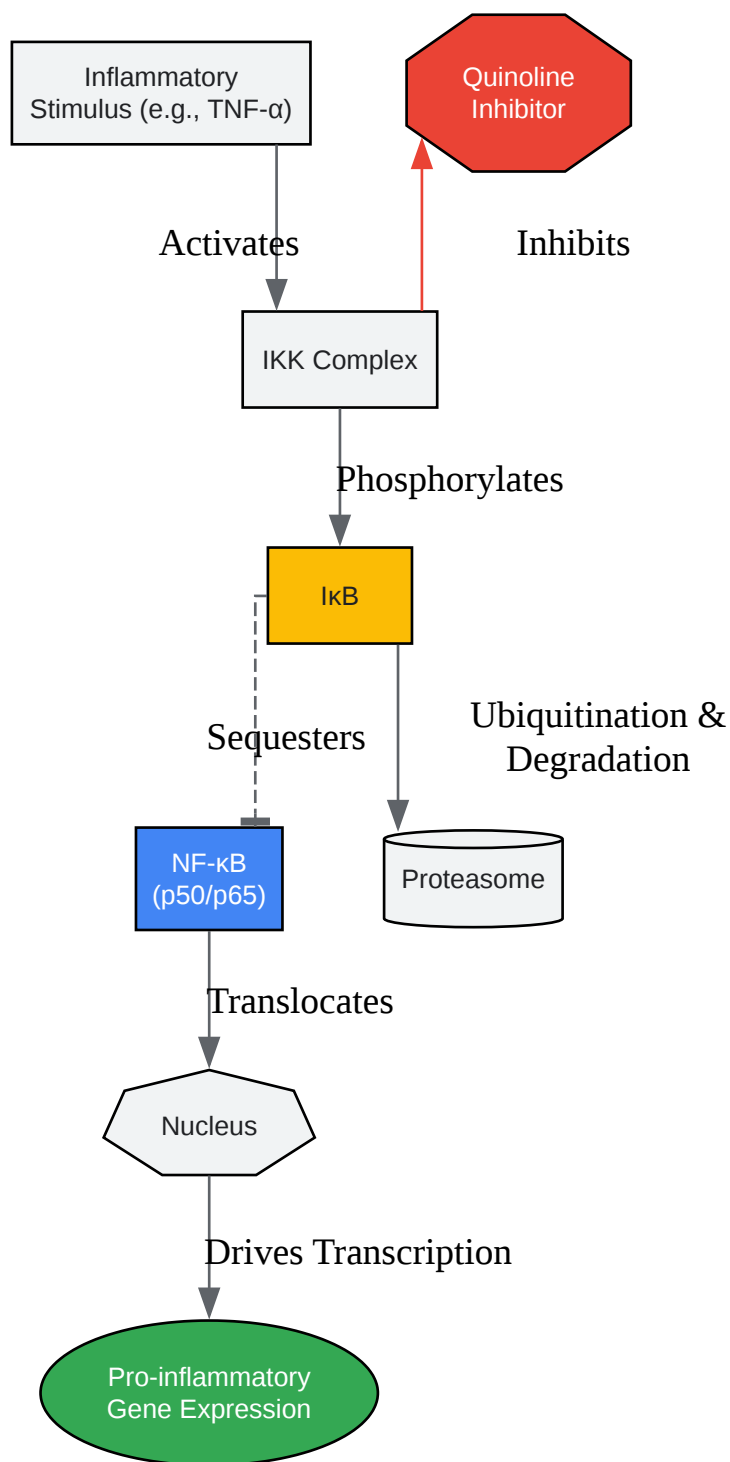 Inflammatory
Stimulus (e.g., TNF-α)
Quinoline
Inhibitor
Activates
Inhibits
IKK Complex
Phosphorylates
IκB
Sequesters
Ubiquitination &
Degradation
NF-κB
(p50/p65)
Proteasome
Translocates
Nucleus
Drives Transcription
Pro-inflammatory
Gene Expression